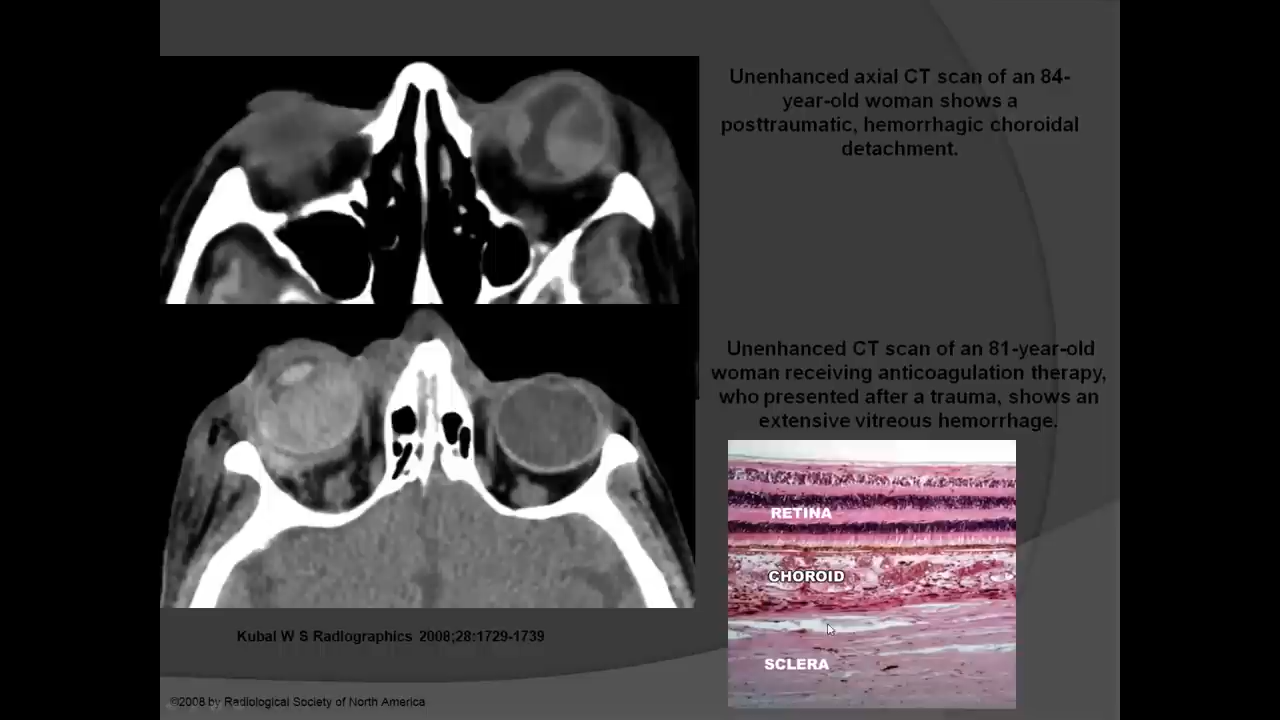 Unenhanced axial CT scan of an 84-
year-old woman shows a
posttraumatic, hemorrhagic choroidal
detachment.
Unenhanced CT scan of an 81-year-old
woman receiving anticoagulation therapy,
who presented after a trauma, shows an
extensive vitreous hemorrhage.
RETINA
CHOROID
SCLERA
Kubal W S Radiographics 2008;28:1729-1739
©2008 by Radiological Society of North America